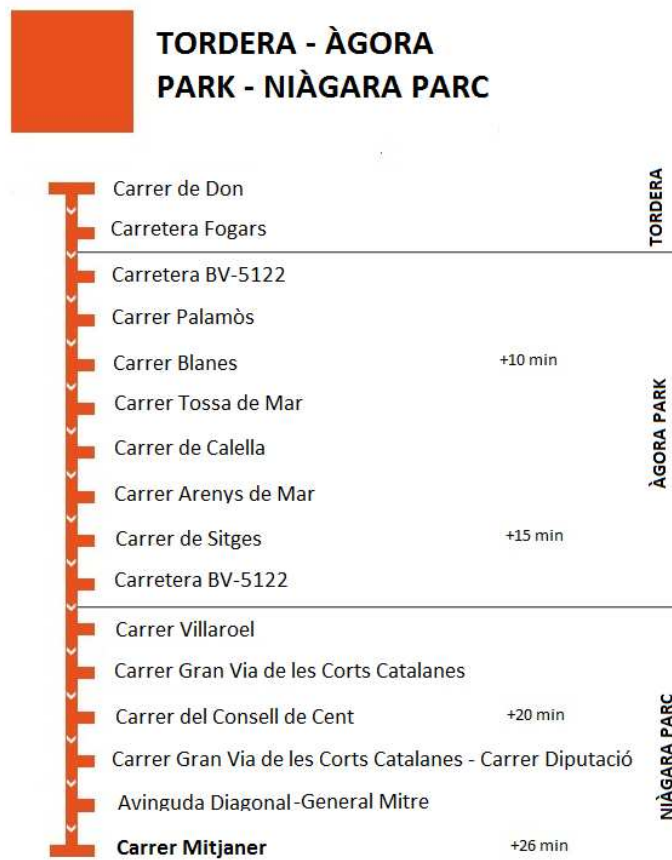 TORDERA - ÀGORA
PARK - NIÀGARA PARC
Carrer de Don
Carretera Fogars
TORDERA
Carretera BV-5122
Carrer Palamòs
Carrer Blanes +10 min
Carrer Tossa de Mar
Carrer de Calella
Carrer Arenys de Mar
Carrer de Sitges +15 min
Carretera BV-5122
ÀGORA PARK
Carrer Villaroel
Carrer Gran Via de les Corts Catalanes
Carrer del Consell de Cent +20 min
Carrer Gran Via de les Corts Catalanes - Carrer Diputació
Avinguda Diagonal -General Mitre
Carrer Mitjaner +26 min
NIÀGARA PARC